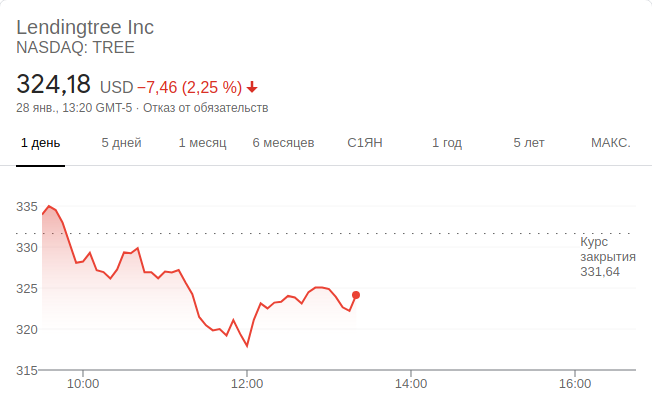 Lendingtree Inc
NASDAQ: TREE
324,18 USD −7,46 (2,25 %)
28 янв., 13:20 GMT-5 · Отказ от обязательств
1 день 5 дней 1 месяц 6 месяцев С1ЯН 1 год 5 лет МАКС.
335
330
325
320
315
Курс
закрытия
331,64
10:00 12:00 14:00 16:00